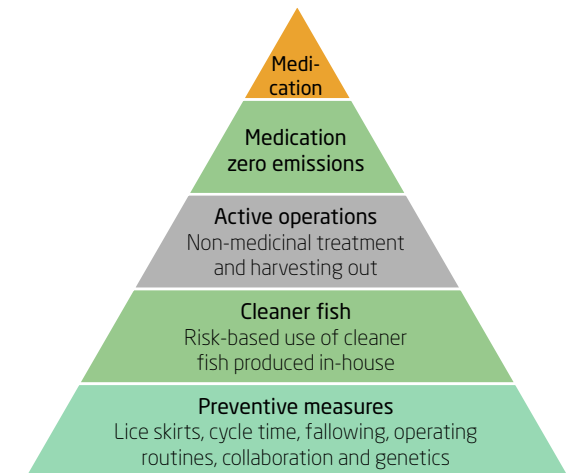 Medi-
cation
Medication
zero emissions
Active operations
Non-medicinal treatment
and harvesting out
Cleaner fish
Risk-based use of cleaner
fish produced in-house
Preventive measures
Lice skirts, cycle time, fallowing, operating
routines, collaboration and genetics